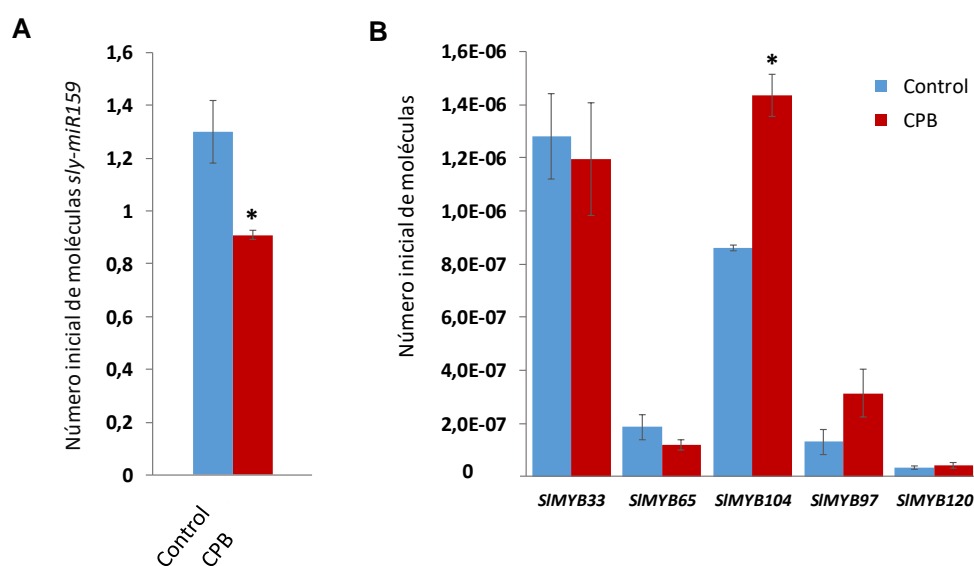 A
Número inicial de moléculas sly-miR159
1,6
1,4
1,2
1
0,8
0,6
0,4
0,2
0
*
Control
CPB
B
Número inicial de moléculas
1,6E-06
1,4E-06
1,2E-06
1,0E-06
8,0E-07
6,0E-07
4,0E-07
2,0E-07
0
*
Control
CPB
SlMYB33 SlMYB65 SlMYB104 SlMYB97 SlMYB120